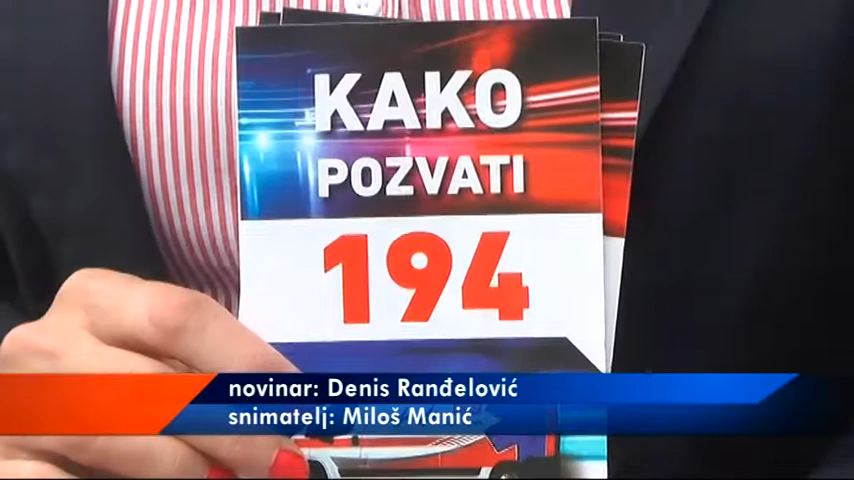 KAKO
POZVATI
194
novinar: Denis Ranđelović
snimatelj: Miloš Manić